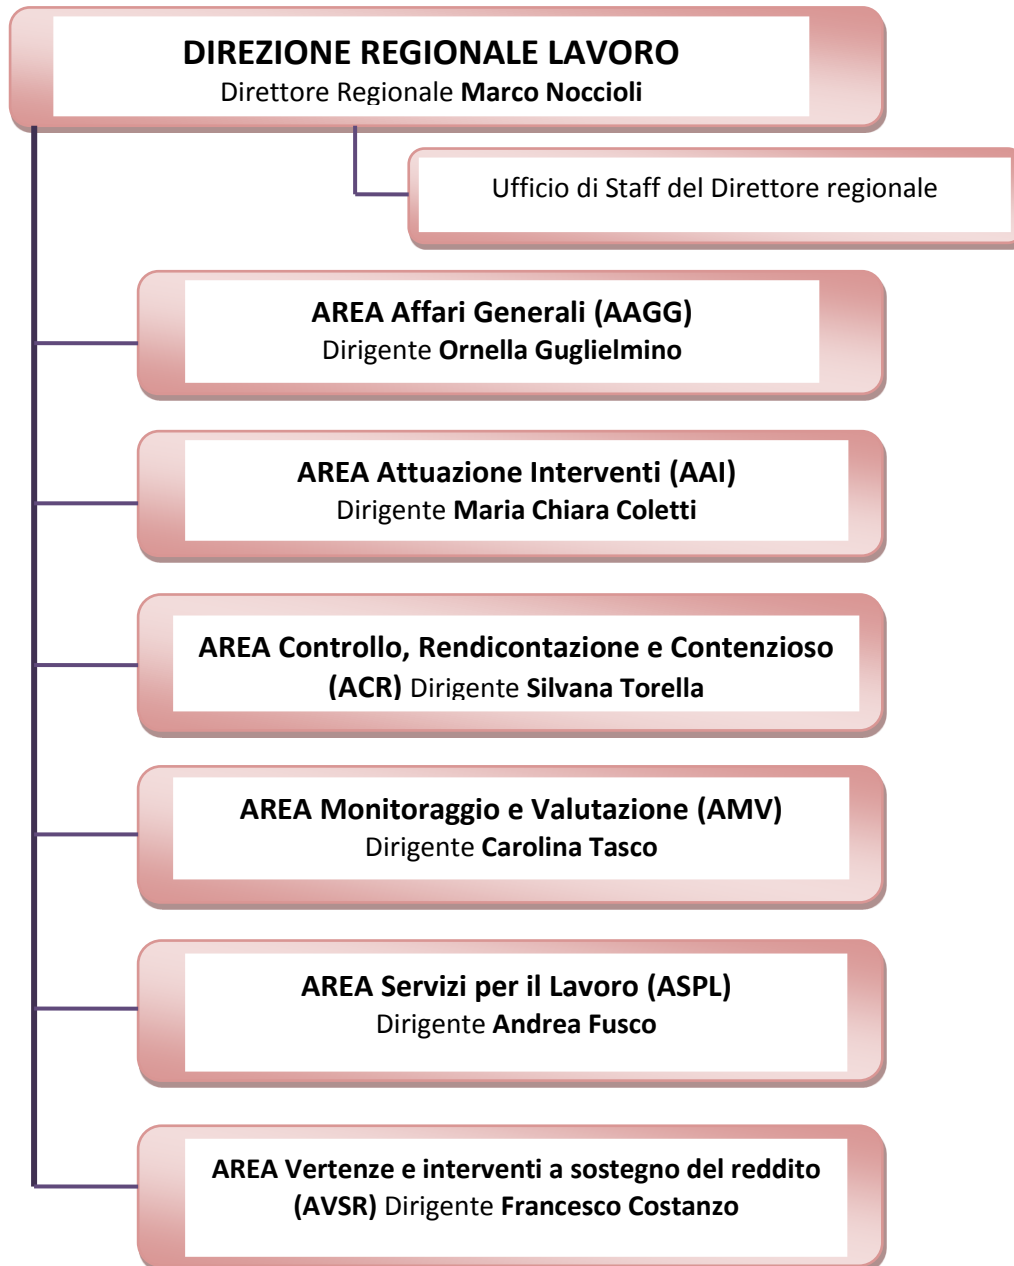 DIREZIONE REGIONALE LAVORO
Direttore Regionale Marco Noccioli
Ufficio di Staff del Direttore regionale
AREA Affari Generali (AAGG)
Dirigente Ornella Guglielmino
AREA Attuazione Interventi (AAI)
Dirigente Maria Chiara Coletti
AREA Controllo, Rendicontazione e Contenzioso
(ACR) Dirigente Silvana Torella
AREA Monitoraggio e Valutazione (AMV)
Dirigente Carolina Tasco
AREA Servizi per il Lavoro (ASPL)
Dirigente Andrea Fusco
AREA Vertenze e interventi a sostegno del reddito
(AVSR) Dirigente Francesco Costanzo